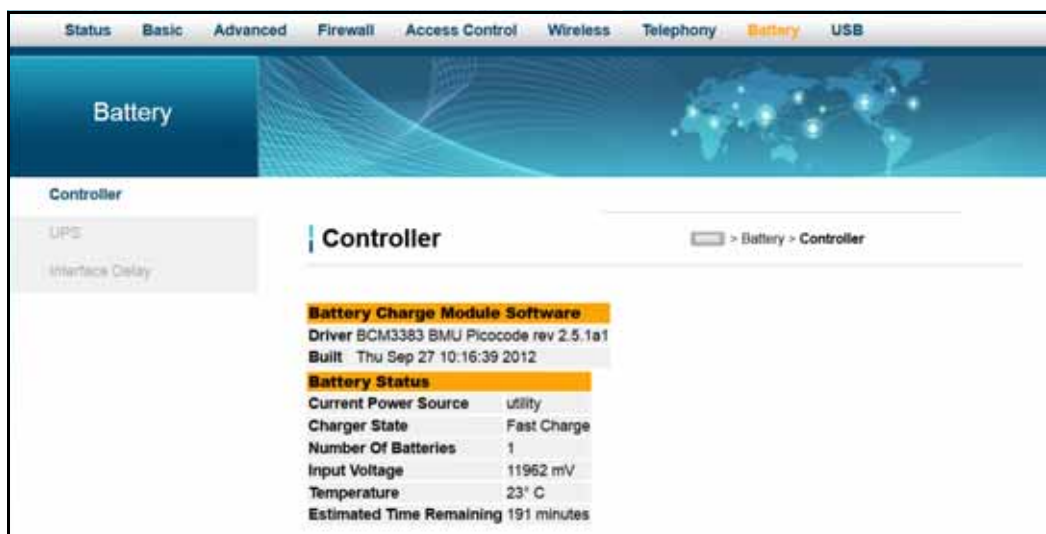 Status Basic Advanced Firewall Access Control Wireless Telephony Battery USB
Battery
Controller
UPS
Interface Delay
Controller
> Battery > Controller
Battery Charge Module Software
Driver BCM3383 BMU Picocode rev 2.5.1a1
Built Thu Sep 27 10:16:39 2012
Battery Status
Current Power Source utility
Charger State Fast Charge
Number Of Batteries 1
Input Voltage 11962 mV
Temperature 23° C
Estimated Time Remaining 191 minutes